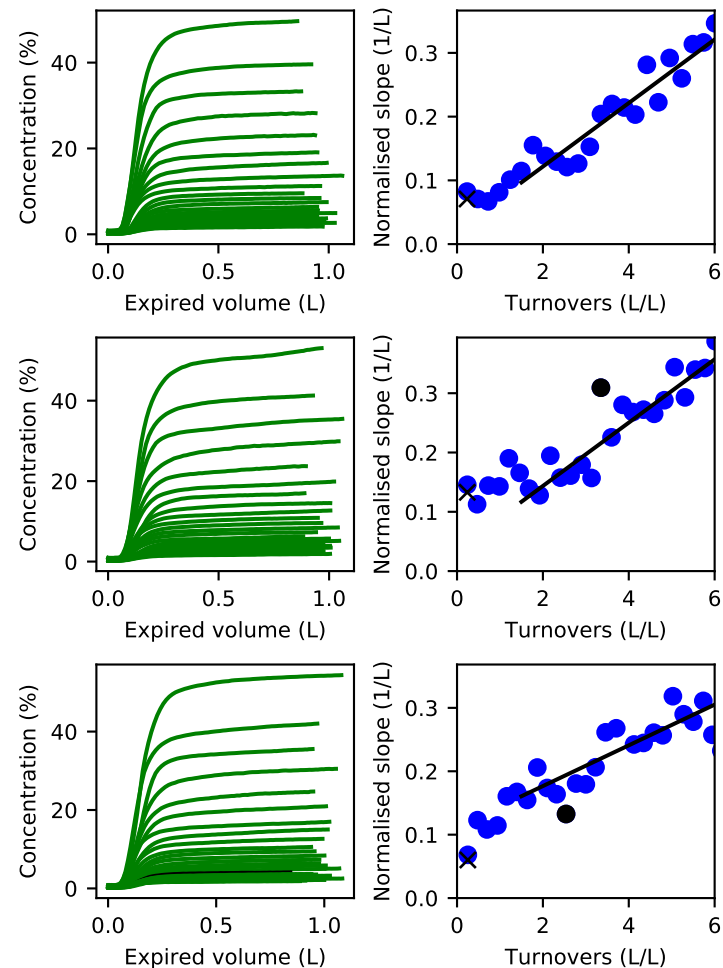 Concentration (%)
40
20
0
0.0 0.5 1.0
Expired volume (L)
Normalised slope (1/L)
0.3
0.2
0.1
0.0
0 2 4 6
Turnovers (L/L)
Concentration (%)
40
20
0
0.0 0.5 1.0
Expired volume (L)
Normalised slope (1/L)
0.3
0.2
0.1
0.0
0 2 4 6
Turnovers (L/L)
Concentration (%)
40
20
0
0.0 0.5 1.0
Expired volume (L)
Normalised slope (1/L)
0.3
0.2
0.1
0.0
0 2 4 6
Turnovers (L/L)